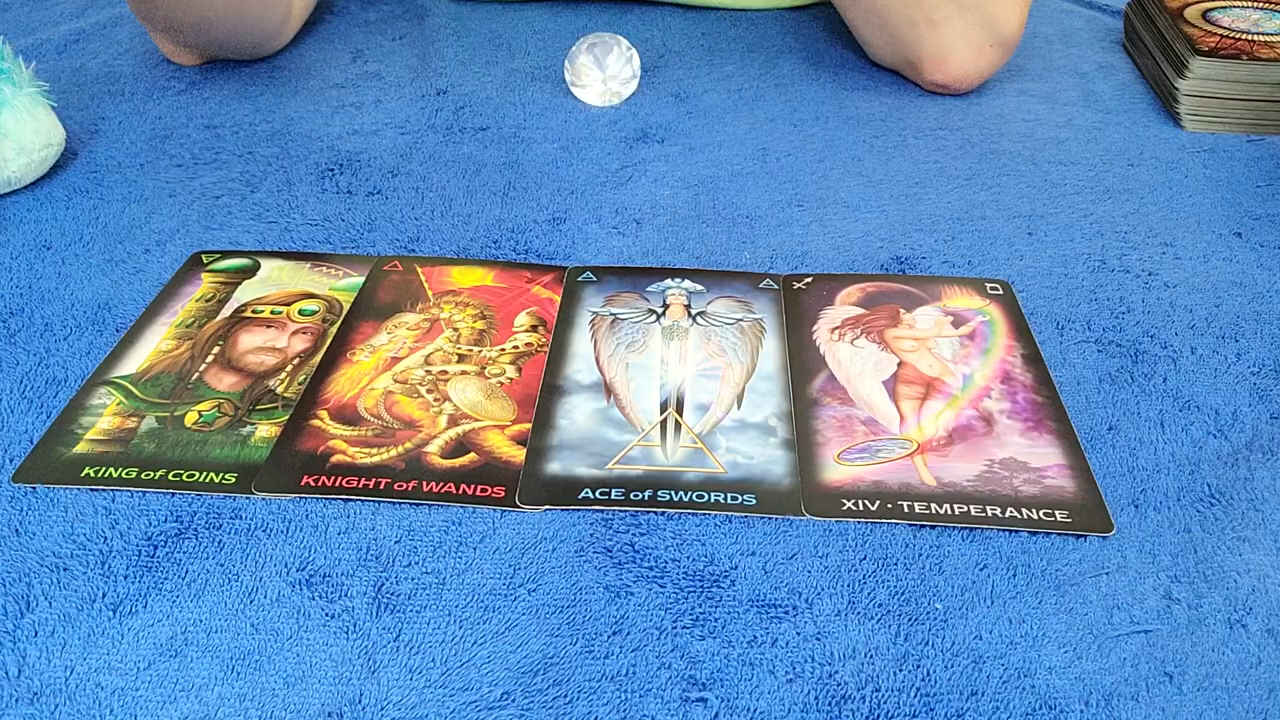 KING of COINS
KNIGHT of WANDS
ACE of SWORDS
XIV · TEMPERANCE